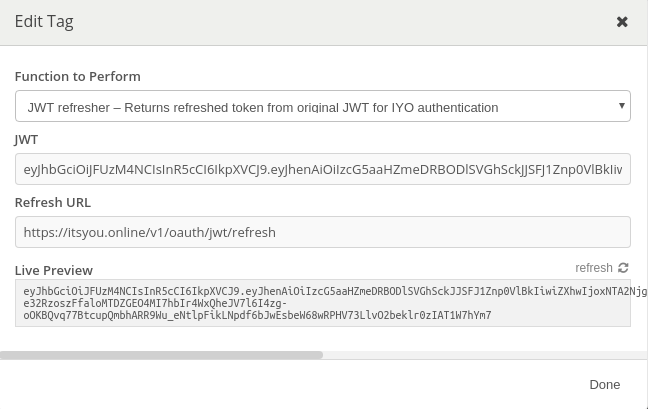 Edit Tag
Function to Perform
JWT refresher – Returns refreshed token from original JWT for IYO authentication
JWT
eyJhbGciOiJFUzM4NCIsInR5cCI6IkpXVCJ9.eyJhenAiOiIzcG5aaHZmeDRBODlSVGhSckJJSFJ1Znp0VlBkIiw
Refresh URL
https://itsyou.online/v1/oauth/jwt/refresh
Live Preview
refresh
eyJhbGciOiJFUzM4NCIsInR5cCI6IkpXVCJ9.eyJhenAiOiIzcG5aaHZmeDRBODlSVGhSckJJSFJ1Znp0VlBkIiwiZXhwIjoxNTA2Njg
e32RzoszFfaloMTDZGEO4MI7hbIr4WxQheJV7l6I4zg-
oOKBQvq77BtcupQmbhARR9Wu_eNtlpFikLNpdf6bJwEsbeW68wRPHV73LlvO2beklr0zIAT1W7hYm7
Done